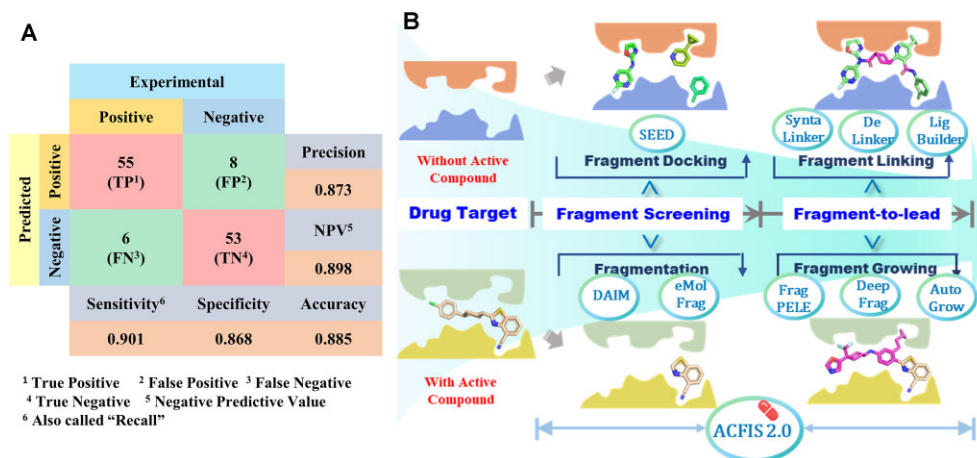 A
Experimental
Positive Negative
Predicted
Positive
55
(TP1)
8
(FP2)
Precision
0.873
Negative
6
(FN3)
53
(TN4)
NPV5
0.898
Sensitivity6 Specificity Accuracy
0.901 0.868 0.885
1 True Positive 2 False Positive 3 False Negative
4 True Negative 5 Negative Predictive Value
6 Also called “Recall”
B
Without Active
Compound
SEED
Fragment Docking
Synta
Linker
De
Linker
Lig
Builder
Fragment Linking
Drug Target
Fragment Screening
Fragment-to-lead
Fragmentation
DAIM
eMol
Frag
Fragment Growing
Frag
PELE
Deep
Frag
Auto
Grow
With Active
Compound
ACFIS 2.0